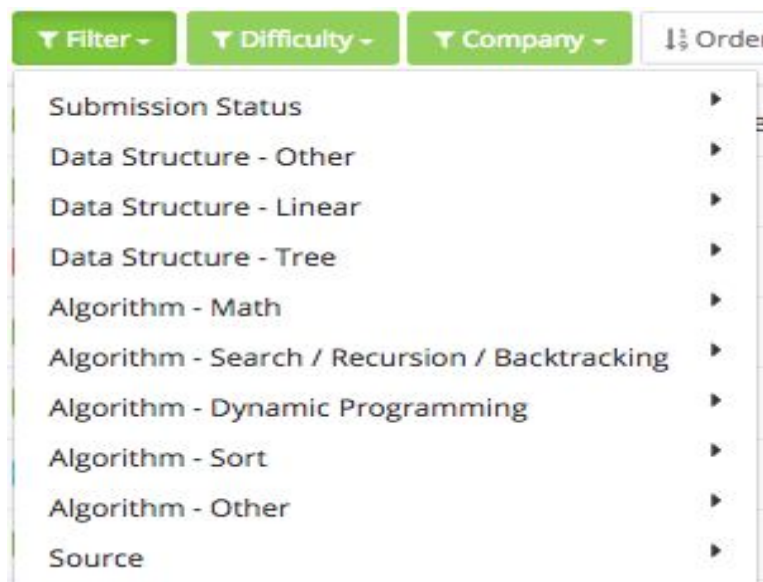 Filter Difficulty Company Order
Submission Status
Data Structure - Other
Data Structure - Linear
Data Structure - Tree
Algorithm - Math
Algorithm - Search / Recursion / Backtracking
Algorithm - Dynamic Programming
Algorithm - Sort
Algorithm - Other
Source